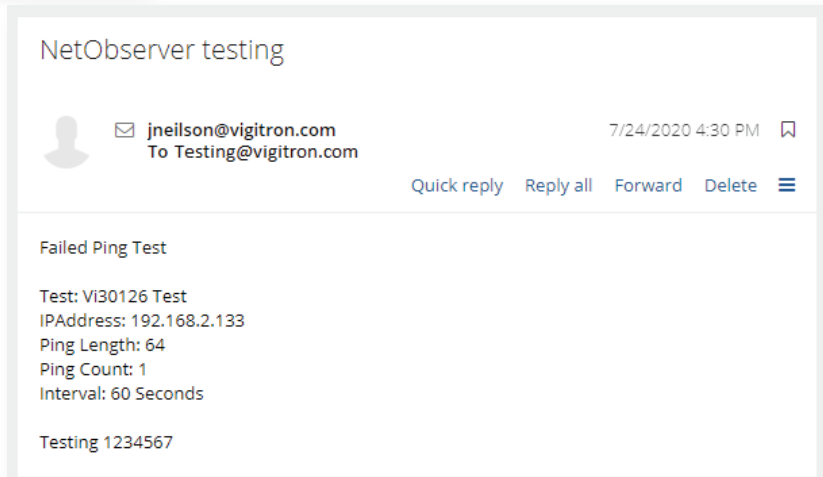 NetObserver testing
jneilson@vigitron.com
7/24/2020 4:30 PM
To Testing@vigitron.com
Quick reply Reply all Forward Delete
Failed Ping Test
Test: Vi30126 Test
IPAddress: 192.168.2.133
Ping Length: 64
Ping Count: 1
Interval: 60 Seconds
Testing 1234567